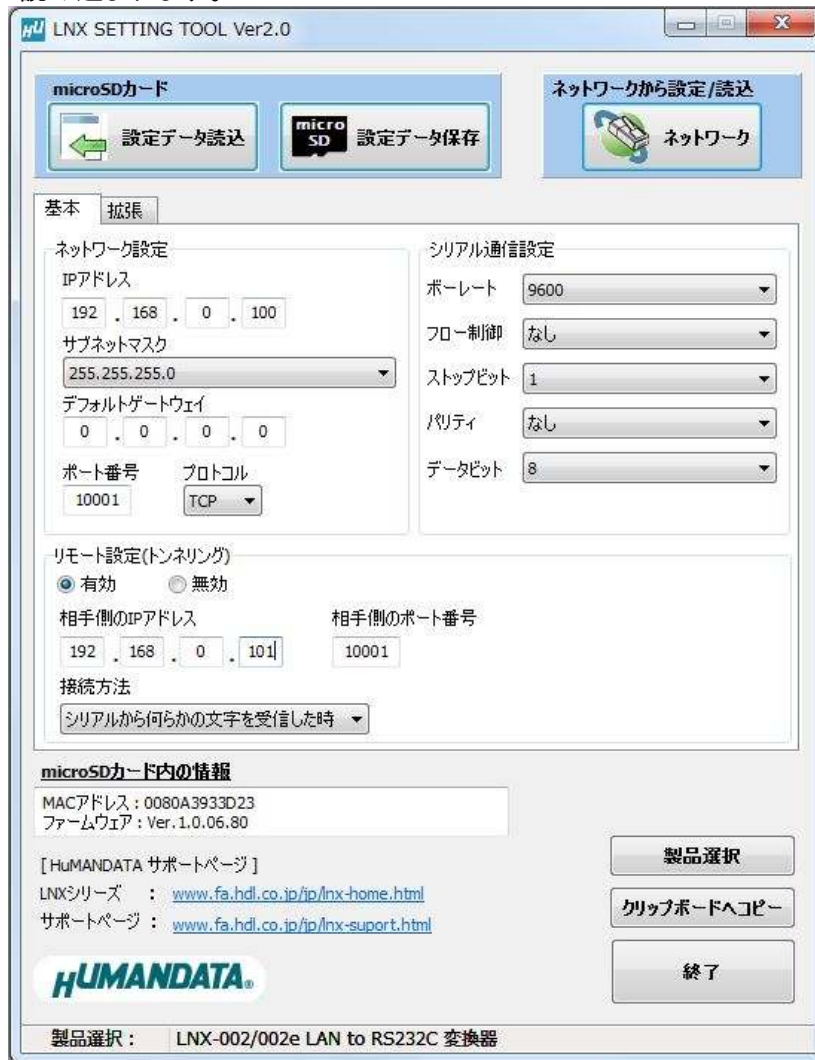 LNX SETTING TOOL Ver2.0
microSDカード
ネットワークから設定/読込
設定データ読込
micro SD 設定データ保存
ネットワーク
基本 拡張
ネットワーク設定
IPアドレス
192 . 168 . 0 . 100
サブネットマスク
255.255.255.0
デフォルトゲートウェイ
0 . 0 . 0 . 0
ポート番号 プロトコル
10001 TCP
シリアル通信設定
ボーレート 9600
フロー制御 なし
ストップビット 1
パリティ なし
データビット 8
リモート設定(トンネリング)
有効 無効
相手側のIPアドレス 相手側のポート番号
192 . 168 . 0 . 101 10001
接続方法
シリアルから何らかの文字を受信した時
microSDカード内の情報
MACアドレス : 0080A3933D23
ファームウェア : Ver.1.0.06.80
[ HuMANDATA サポートページ ]
LNXシリーズ : www.fa.hdl.co.jp/jp/lnx-home.html
サポートページ : www.fa.hdl.co.jp/jp/lnx-suport.html
製品選択
クリップボードへコピー
終了
HUMANDATA®
製品選択 : LNX-002/002e LAN to RS232C 変換器